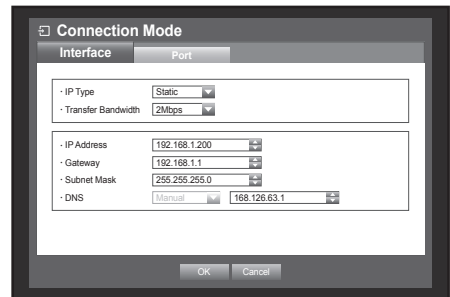 Connection Mode
Interface Port
· IP Type Static
· Transfer Bandwidth 2Mbps
· IP Address 192.168.1.200
· Gateway 192.168.1.1
· Subnet Mask 255.255.255.0
· DNS Manual 168.126.63.1
OK Cancel